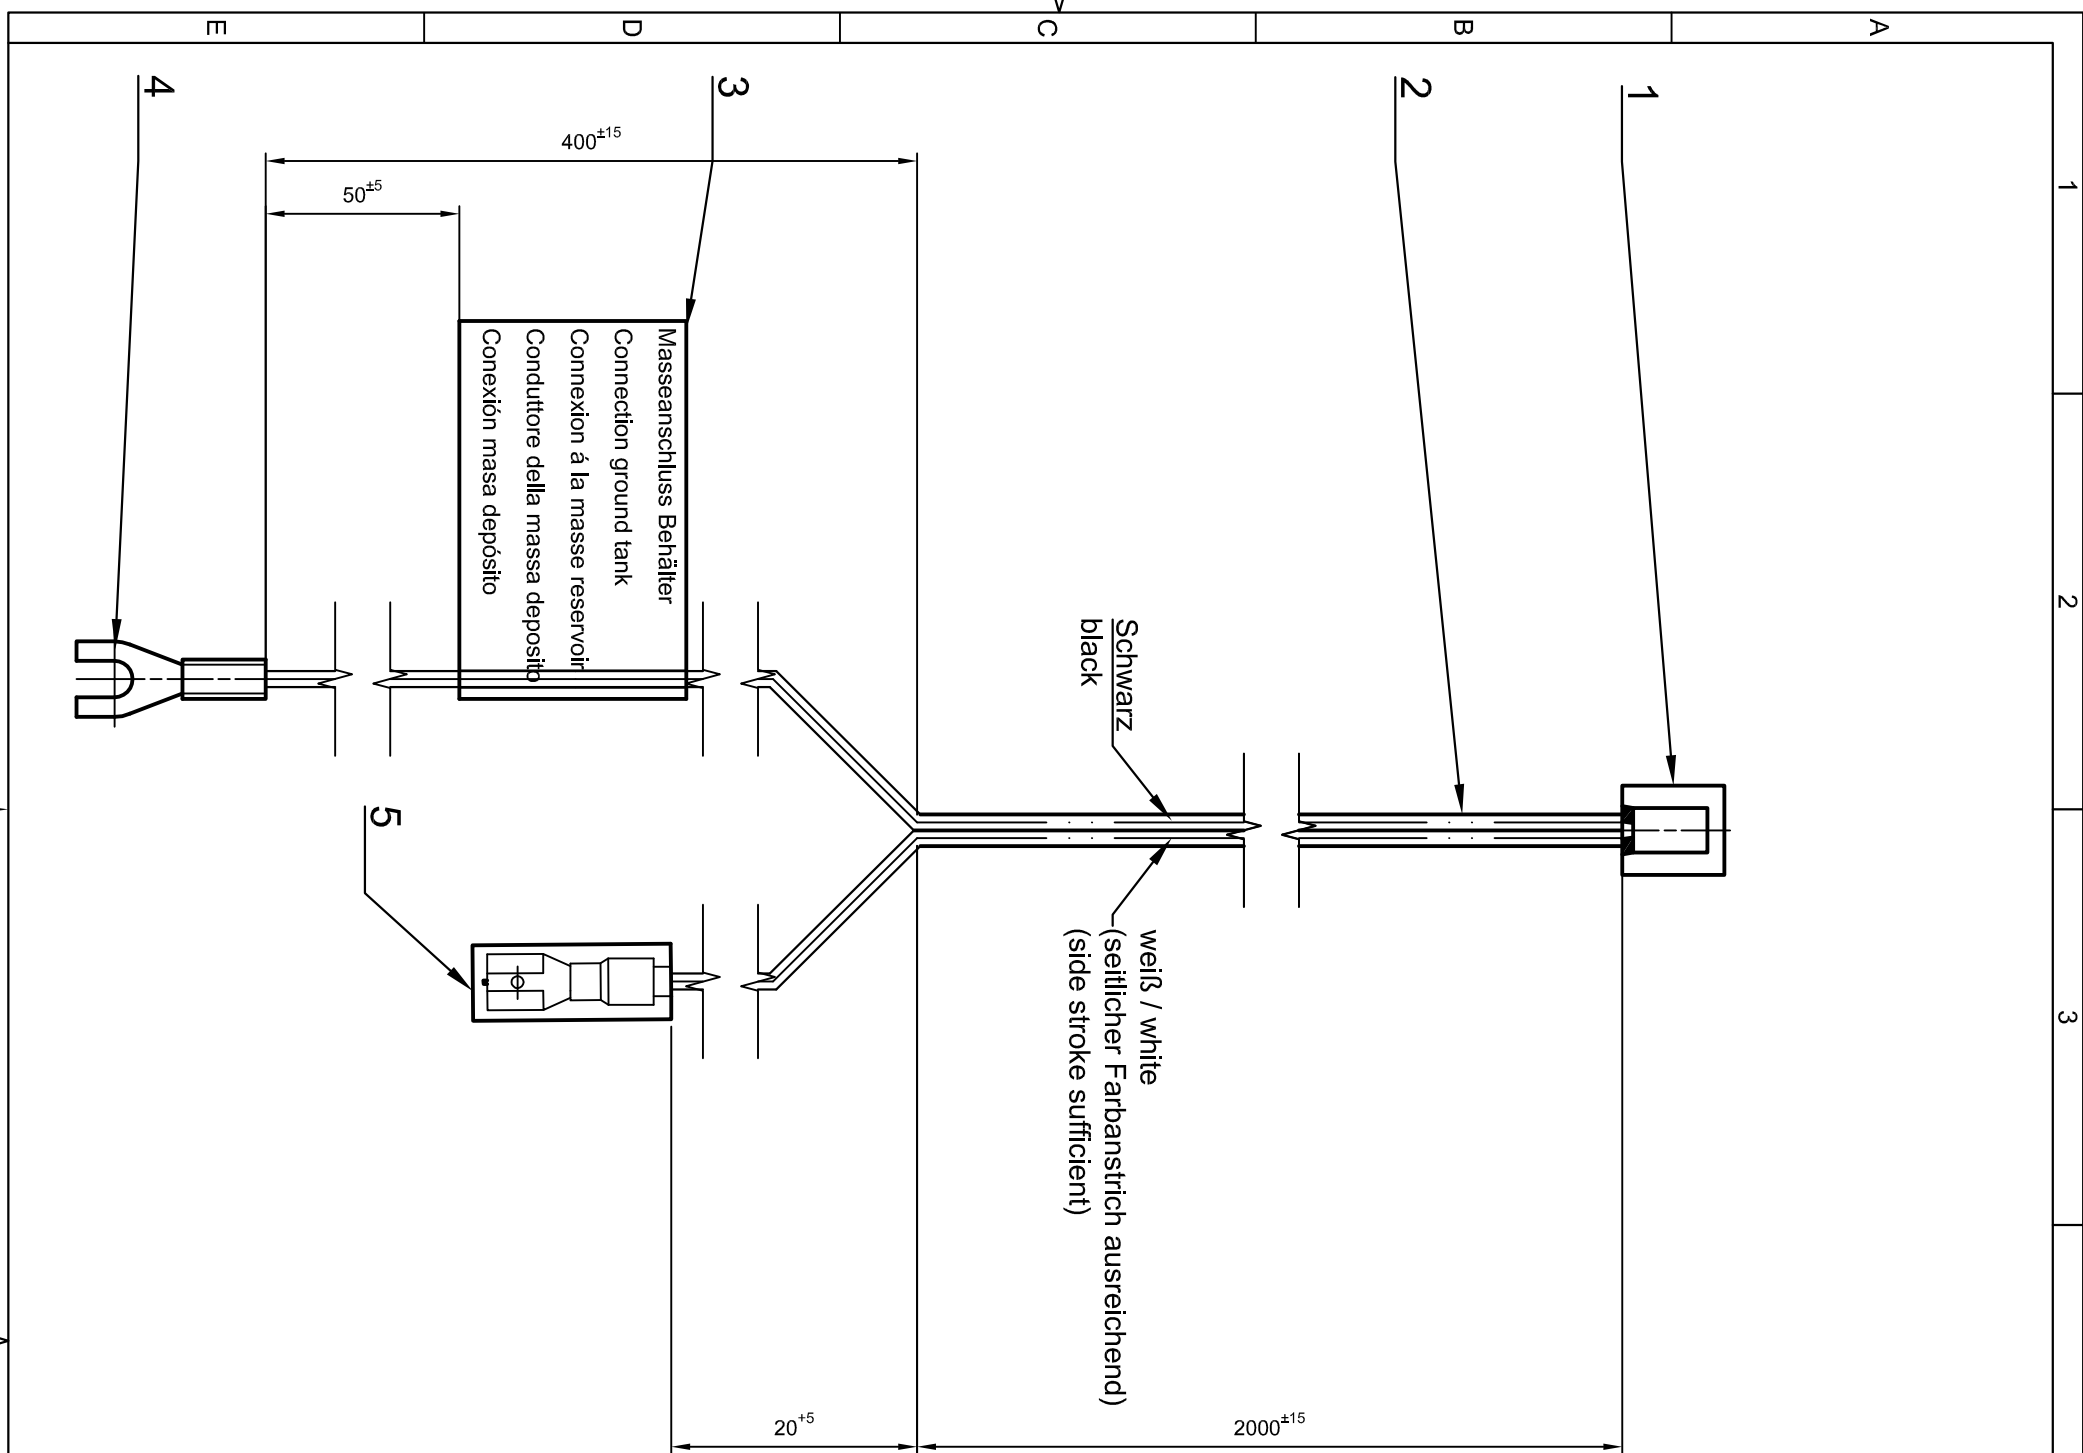 E
D
C
B
A
1
2
3
4
3
2
1
5
400±15
50±5
Masseanschluss Behälter
Connection ground tank
Connexion á la masse reservoir
Conduttore della massa deposito
Conexión masa depósito
Schwarz
black
weiß / white
(seitlicher Farbanstrich ausreichend)
(side stroke sufficient)
20+5
2000±15